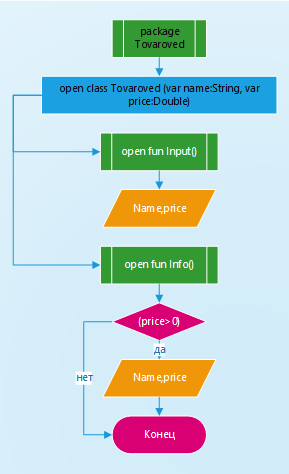 package
Tovaroved
open class Tovaroved (var name:String, var
price:Double)
open fun Input()
Name,price
open fun Info()
(price>0)
да
нет
Name,price
Конец